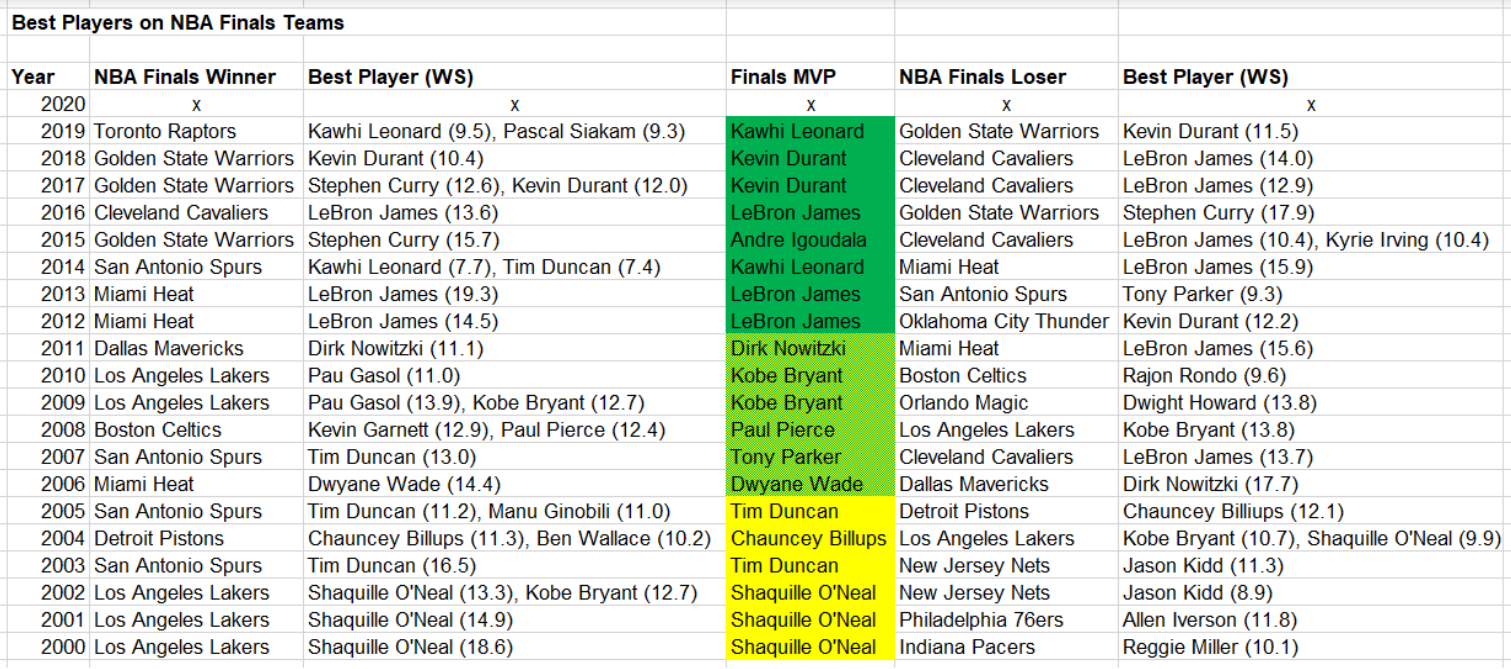 Best Players on NBA Finals Teams
Year NBA Finals Winner Best Player (WS) Finals MVP NBA Finals Loser Best Player (WS)
2020 x x x x x
2019 Toronto Raptors Kawhi Leonard (9.5), Pascal Siakam (9.3) Kawhi Leonard Golden State Warriors Kevin Durant (11.5)
2018 Golden State Warriors Kevin Durant (10.4) Kevin Durant Cleveland Cavaliers LeBron James (14.0)
2017 Golden State Warriors Stephen Curry (12.6), Kevin Durant (12.0) Kevin Durant Cleveland Cavaliers LeBron James (12.9)
2016 Cleveland Cavaliers LeBron James (13.6) LeBron James Golden State Warriors Stephen Curry (17.9)
2015 Golden State Warriors Stephen Curry (15.7) Andre Igoudala Cleveland Cavaliers LeBron James (10.4), Kyrie Irving (10.4)
2014 San Antonio Spurs Kawhi Leonard (7.7), Tim Duncan (7.4) Kawhi Leonard Miami Heat LeBron James (15.9)
2013 Miami Heat LeBron James (19.3) LeBron James San Antonio Spurs Tony Parker (9.3)
2012 Miami Heat LeBron James (14.5) LeBron James Oklahoma City Thunder Kevin Durant (12.2)
2011 Dallas Mavericks Dirk Nowitzki (11.1) Dirk Nowitzki Miami Heat LeBron James (15.6)
2010 Los Angeles Lakers Pau Gasol (11.0) Kobe Bryant Boston Celtics Rajon Rondo (9.6)
2009 Los Angeles Lakers Pau Gasol (13.9), Kobe Bryant (12.7) Kobe Bryant Orlando Magic Dwight Howard (13.8)
2008 Boston Celtics Kevin Garnett (12.9), Paul Pierce (12.4) Paul Pierce Los Angeles Lakers Kobe Bryant (13.8)
2007 San Antonio Spurs Tim Duncan (13.0) Tony Parker Cleveland Cavaliers LeBron James (13.7)
2006 Miami Heat Dwyane Wade (14.4) Dwyane Wade Dallas Mavericks Dirk Nowitzki (17.7)
2005 San Antonio Spurs Tim Duncan (11.2), Manu Ginobili (11.0) Tim Duncan Detroit Pistons Chauncey Billiups (12.1)
2004 Detroit Pistons Chauncey Billups (11.3), Ben Wallace (10.2) Chauncey Billups Los Angeles Lakers Kobe Bryant (10.7), Shaquille O'Neal (9.9)
2003 San Antonio Spurs Tim Duncan (16.5) Tim Duncan New Jersey Nets Jason Kidd (11.3)
2002 Los Angeles Lakers Shaquille O'Neal (13.3), Kobe Bryant (12.7) Shaquille O'Neal New Jersey Nets Jason Kidd (8.9)
2001 Los Angeles Lakers Shaquille O'Neal (14.9) Shaquille O'Neal Philadelphia 76ers Allen Iverson (11.8)
2000 Los Angeles Lakers Shaquille O'Neal (18.6) Shaquille O'Neal Indiana Pacers Reggie Miller (10.1)